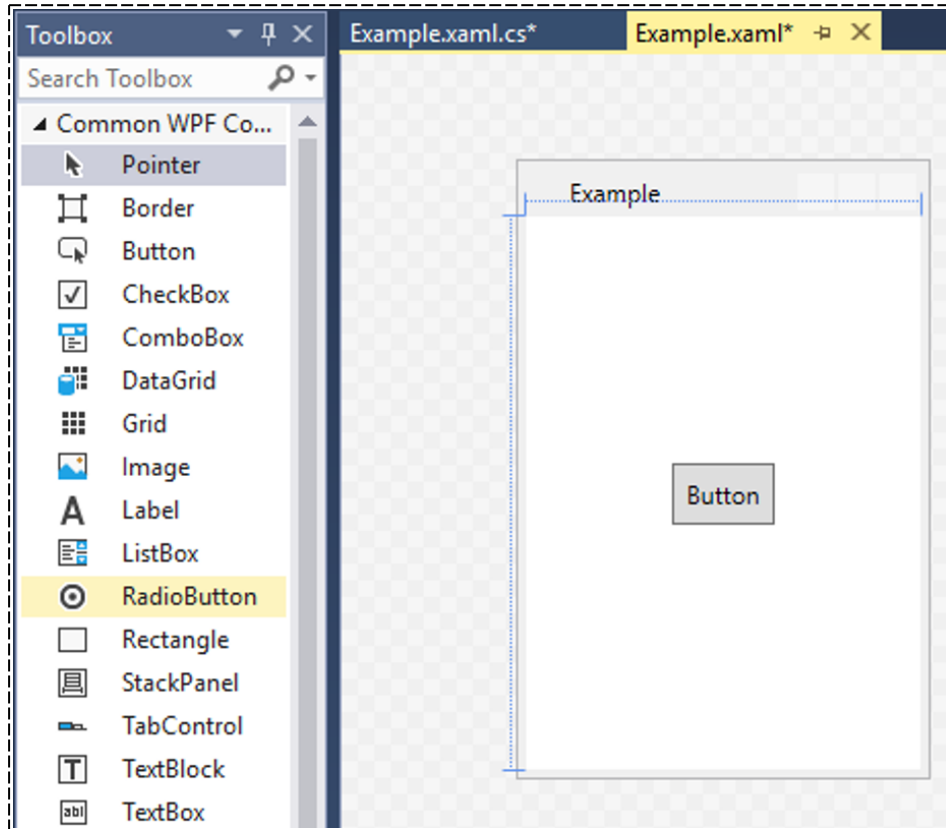 Toolbox
Example.xaml.cs*
Example.xaml*
Search Toolbox
Common WPF Co...
Pointer
Border
Button
CheckBox
ComboBox
DataGrid
Grid
Image
A Label
ListBox
RadioButton
Rectangle
StackPanel
TabControl
T TextBlock
abl TextBox
Example
Button